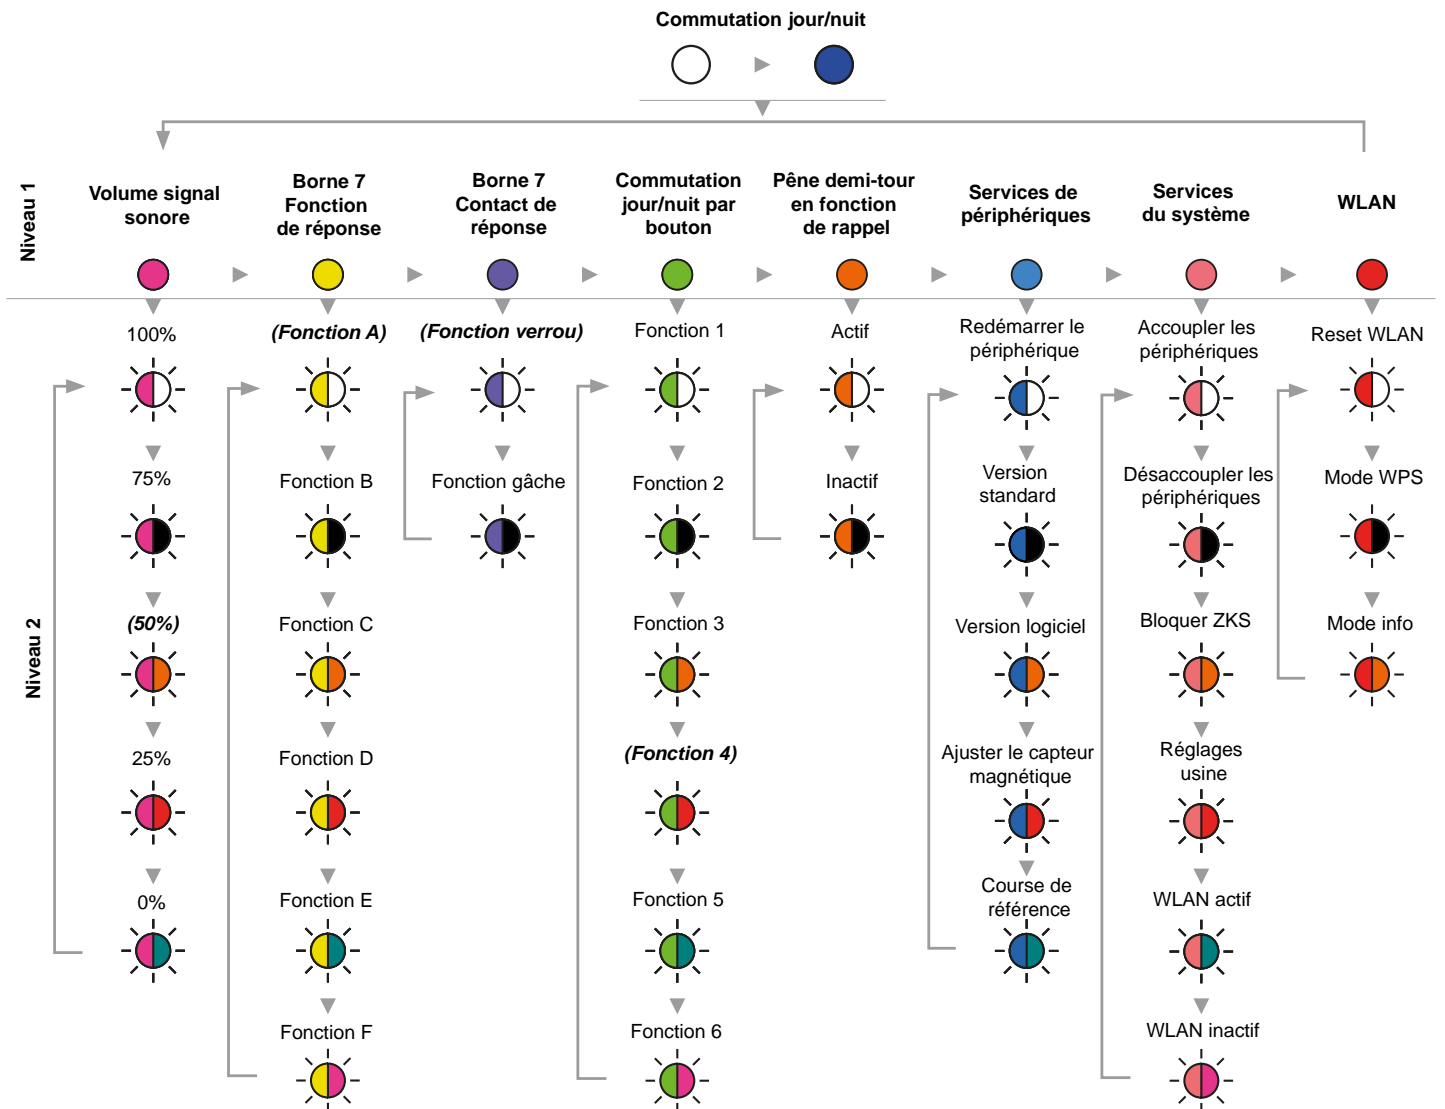 Commutation jour/nuit
Niveau 1
Volume signal
sonore
Borne 7
Fonction
de réponse
Borne 7
Contact de
réponse
Commutation
jour/nuit par
bouton
Pêne demi-tour
en fonction
de rappel
Services de
périphériques
Services
du système
WLAN
Niveau 2
100%
75%
(50%)
25%
0%
(Fonction A)
Fonction B
Fonction C
Fonction D
Fonction E
Fonction F
(Fonction verrou)
Fonction gâche
Fonction 1
Fonction 2
Fonction 3
(Fonction 4)
Fonction 5
Fonction 6
Actif
Inactif
Redémarrer le
périphérique
Version
standard
Version logiciel
Ajuster le capteur
magnétique
Course de
référence
Accoupler les
périphériques
Désaccoupler les
périphériques
Bloquer ZKS
Réglages
usine
WLAN actif
WLAN inactif
Reset WLAN
Mode WPS
Mode info